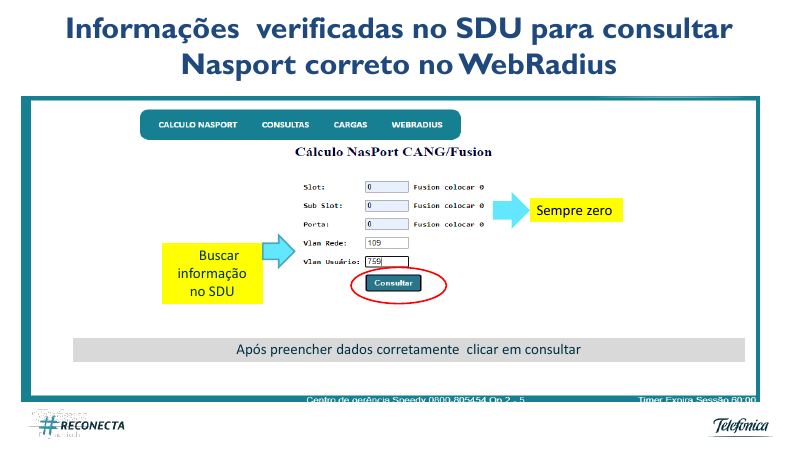 Informações verificadas no SDU para consultar
Nasport correto no WebRadius
CALCULO NASPORT CONSULTAS CARGAS WEBRADIUS
Cálculo NasPort CANG/Fusion
Slot: 0 Fusion colocar 0
Sub Slot: 0 Fusion colocar 0
Sempre zero
Porta: 0 Fusion colocar 0
Vlan Rede: 109
Buscar
informação
no SDU
Vlan Usuário: 759
Consultar
Após preencher dados corretamente clicar em consultar
Centro de gerência Speedy 0800-805454 Op 2 - 5 Timer Expira Sessão 60:00
#RECONECTA
Telefónica